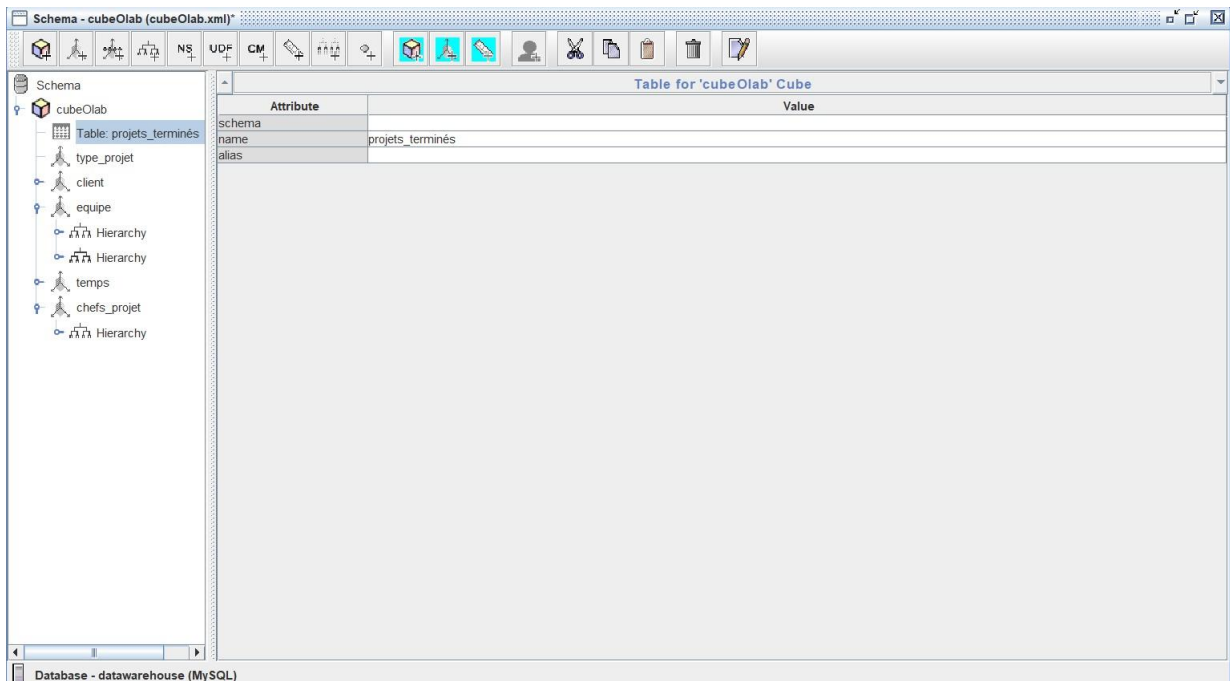 Schema - cubeOlab (cubeOlab.xml)*
NS UDF CM
Schema
cubeOlab
Table: projets_terminés
type_projet
client
equipe
Hierarchy
Hierarchy
temps
chefs_projet
Hierarchy
Table for 'cubeOlab' Cube
Attribute Value
schema
name projets_terminés
alias
Database - datawarehouse (MySQL)